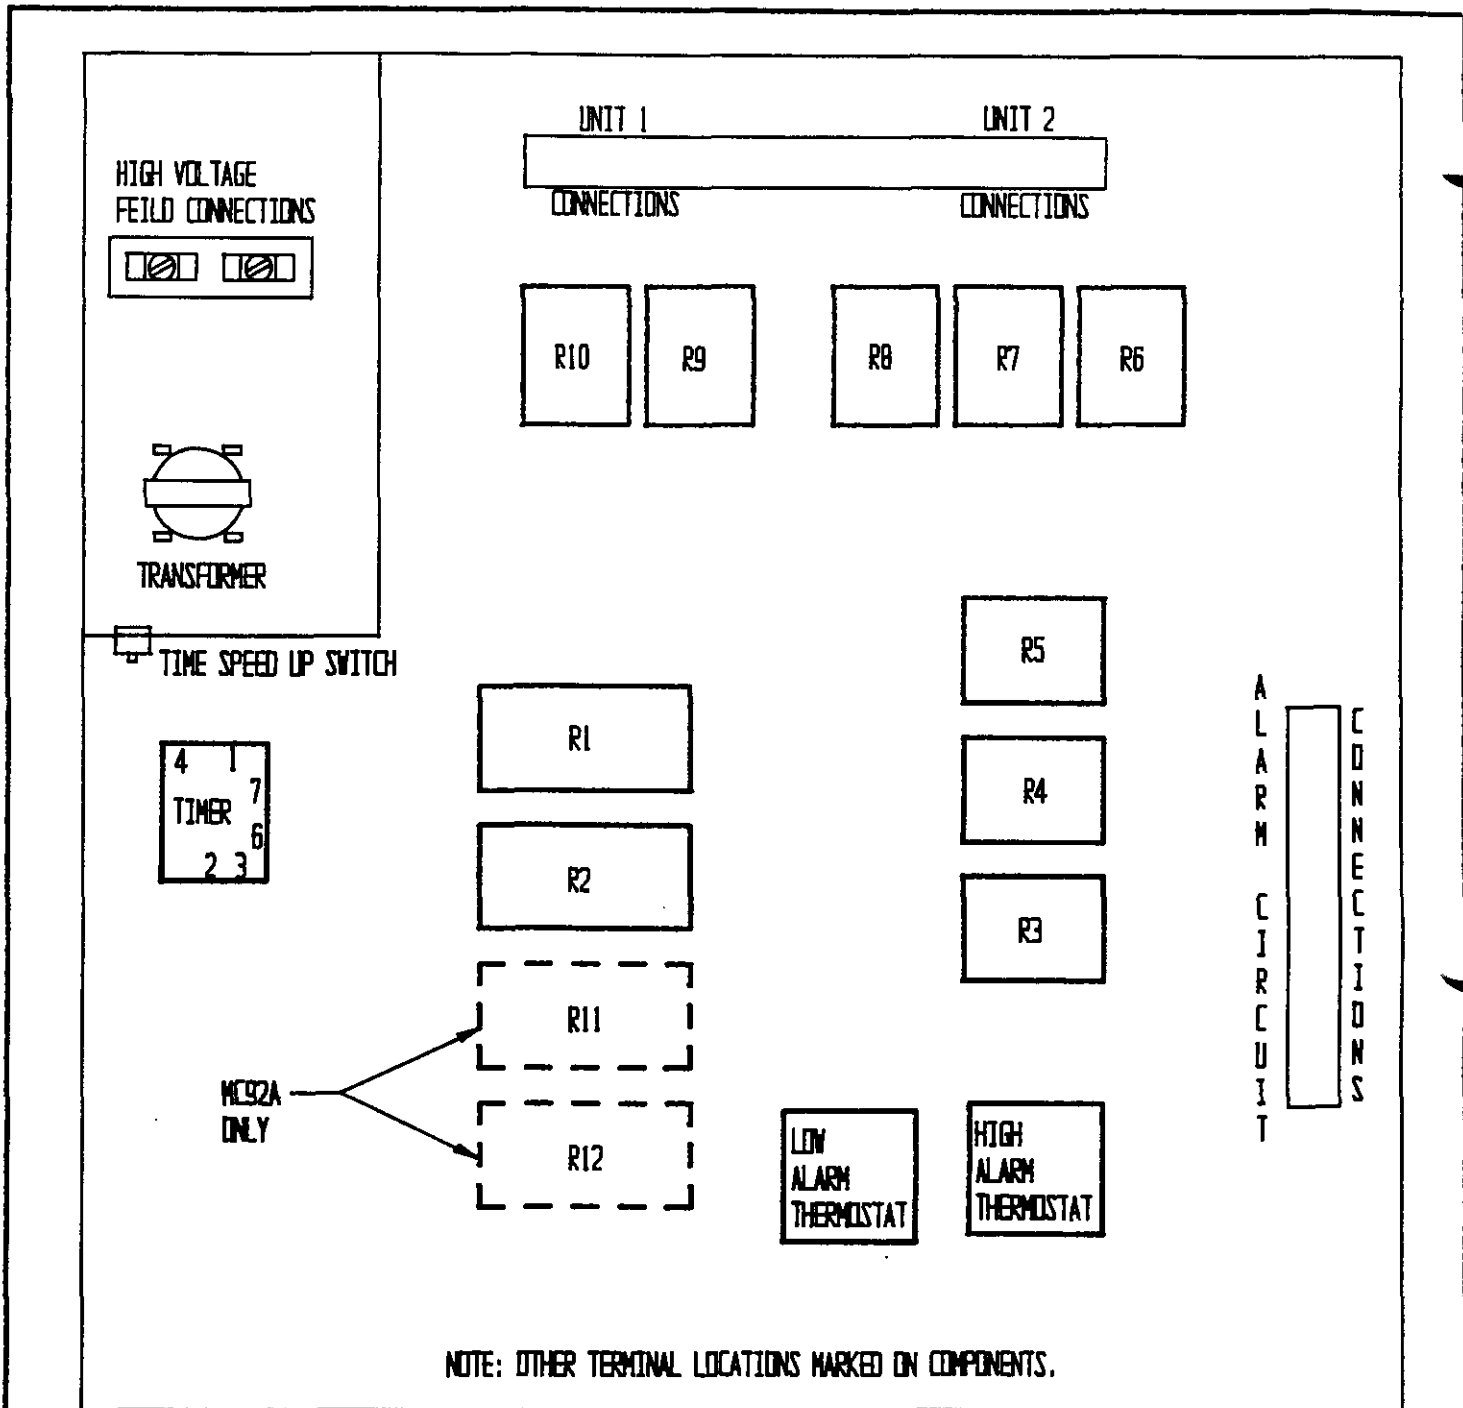 UNIT 1
UNIT 2
HIGH VOLTAGE
FEILD CONNECTIONS
CONNECTIONS
CONNECTIONS
R10
R9
R8
R7
R6
TRANSFORMER
TIME SPEED UP SWITCH
R5
R1
R4
4 1
7
TIMER
6
2 3
R2
R3
ALARM CIRCUIT
CONNECTIONS
R11
MC92A
ONLY
R12
LOW
ALARM
THERMOSTAT
HIGH
ALARM
THERMOSTAT
NOTE: OTHER TERMINAL LOCATIONS MARKED ON COMPONENTS.